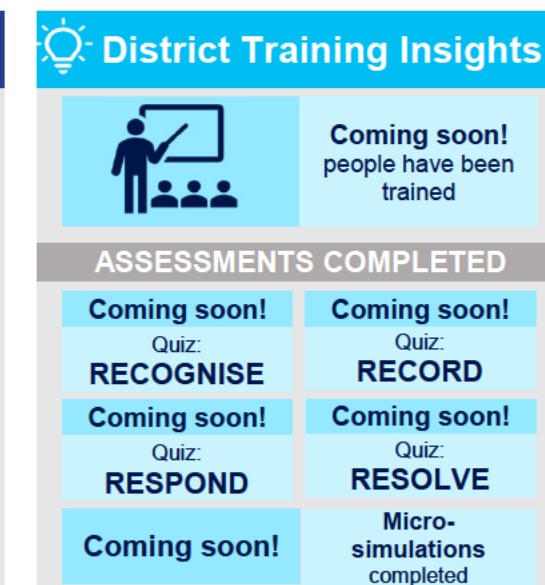 District Training Insights
Coming soon!
people have been
trained
ASSESSMENTS COMPLETED
Coming soon!
Quiz:
RECOGNISE
Coming soon!
Quiz:
RECORD
Coming soon!
Quiz:
RESPOND
Coming soon!
Quiz:
RESOLVE
Coming soon!
Micro-
simulations
completed